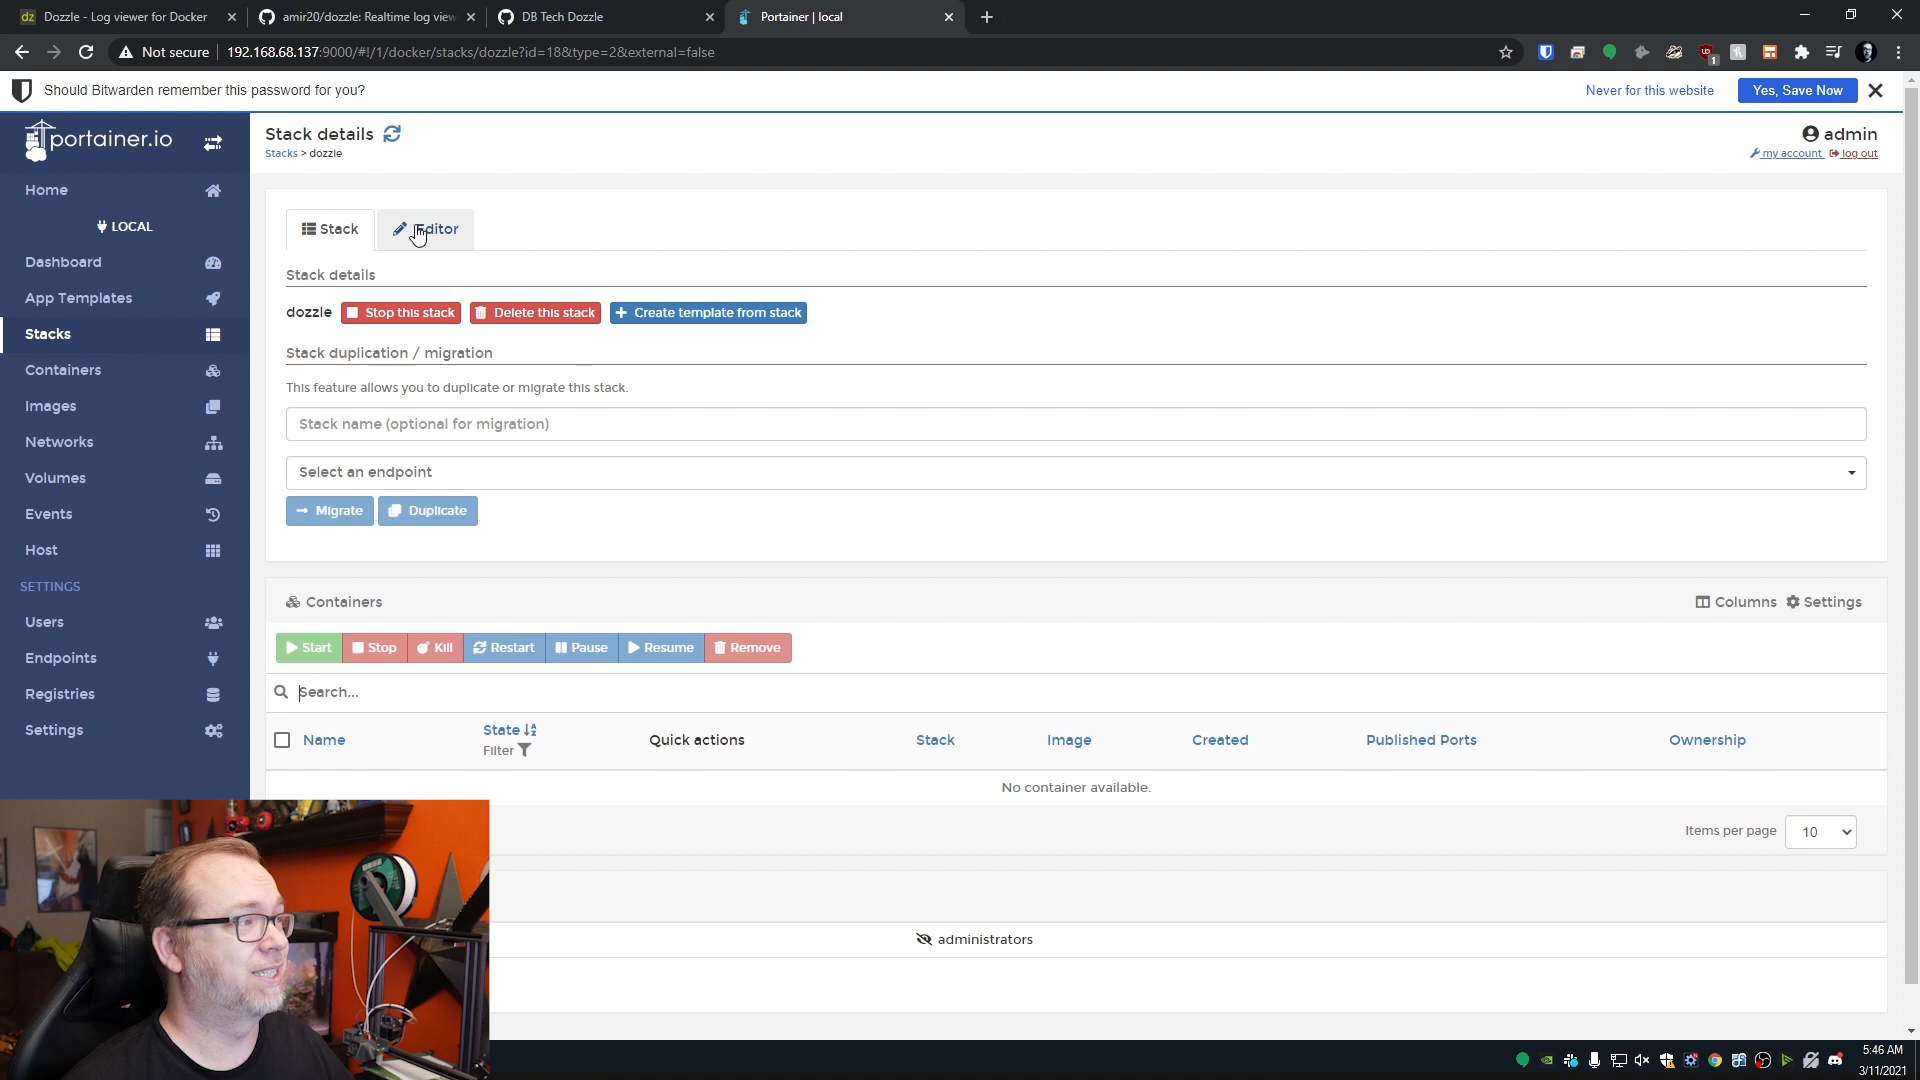 dz Dozzle - Log viewer for Docker
amir20/dozzle: Realtime log view
DB Tech Dozzle
Portainer | local
Not secure
192.168.68.137:9000/#!/1/docker/stacks/dozzle?id=18&type=2&external=false
1
Should Bitwarden remember this password for you?
Never for this website
Yes, Save Now
portainer.io
Stack details
Stacks > dozzle
admin
my account
log out
Home
LOCAL
Dashboard
App Templates
Stacks
Containers
Images
Networks
Volumes
Events
Host
SETTINGS
Users
Endpoints
Registries
Settings
Stack
Editor
Stack details
dozzle
Stop this stack
Delete this stack
Create template from stack
Stack duplication / migration
This feature allows you to duplicate or migrate this stack.
Stack name (optional for migration)
Select an endpoint
Migrate
Duplicate
Containers
Columns
Settings
Start
Stop
Kill
Restart
Pause
Resume
Remove
Search...
Name
State
Filter
Quick actions
Stack
Image
Created
Published Ports
Ownership
No container available.
Items per page
10
administrators
5:46 AM
3/11/2021